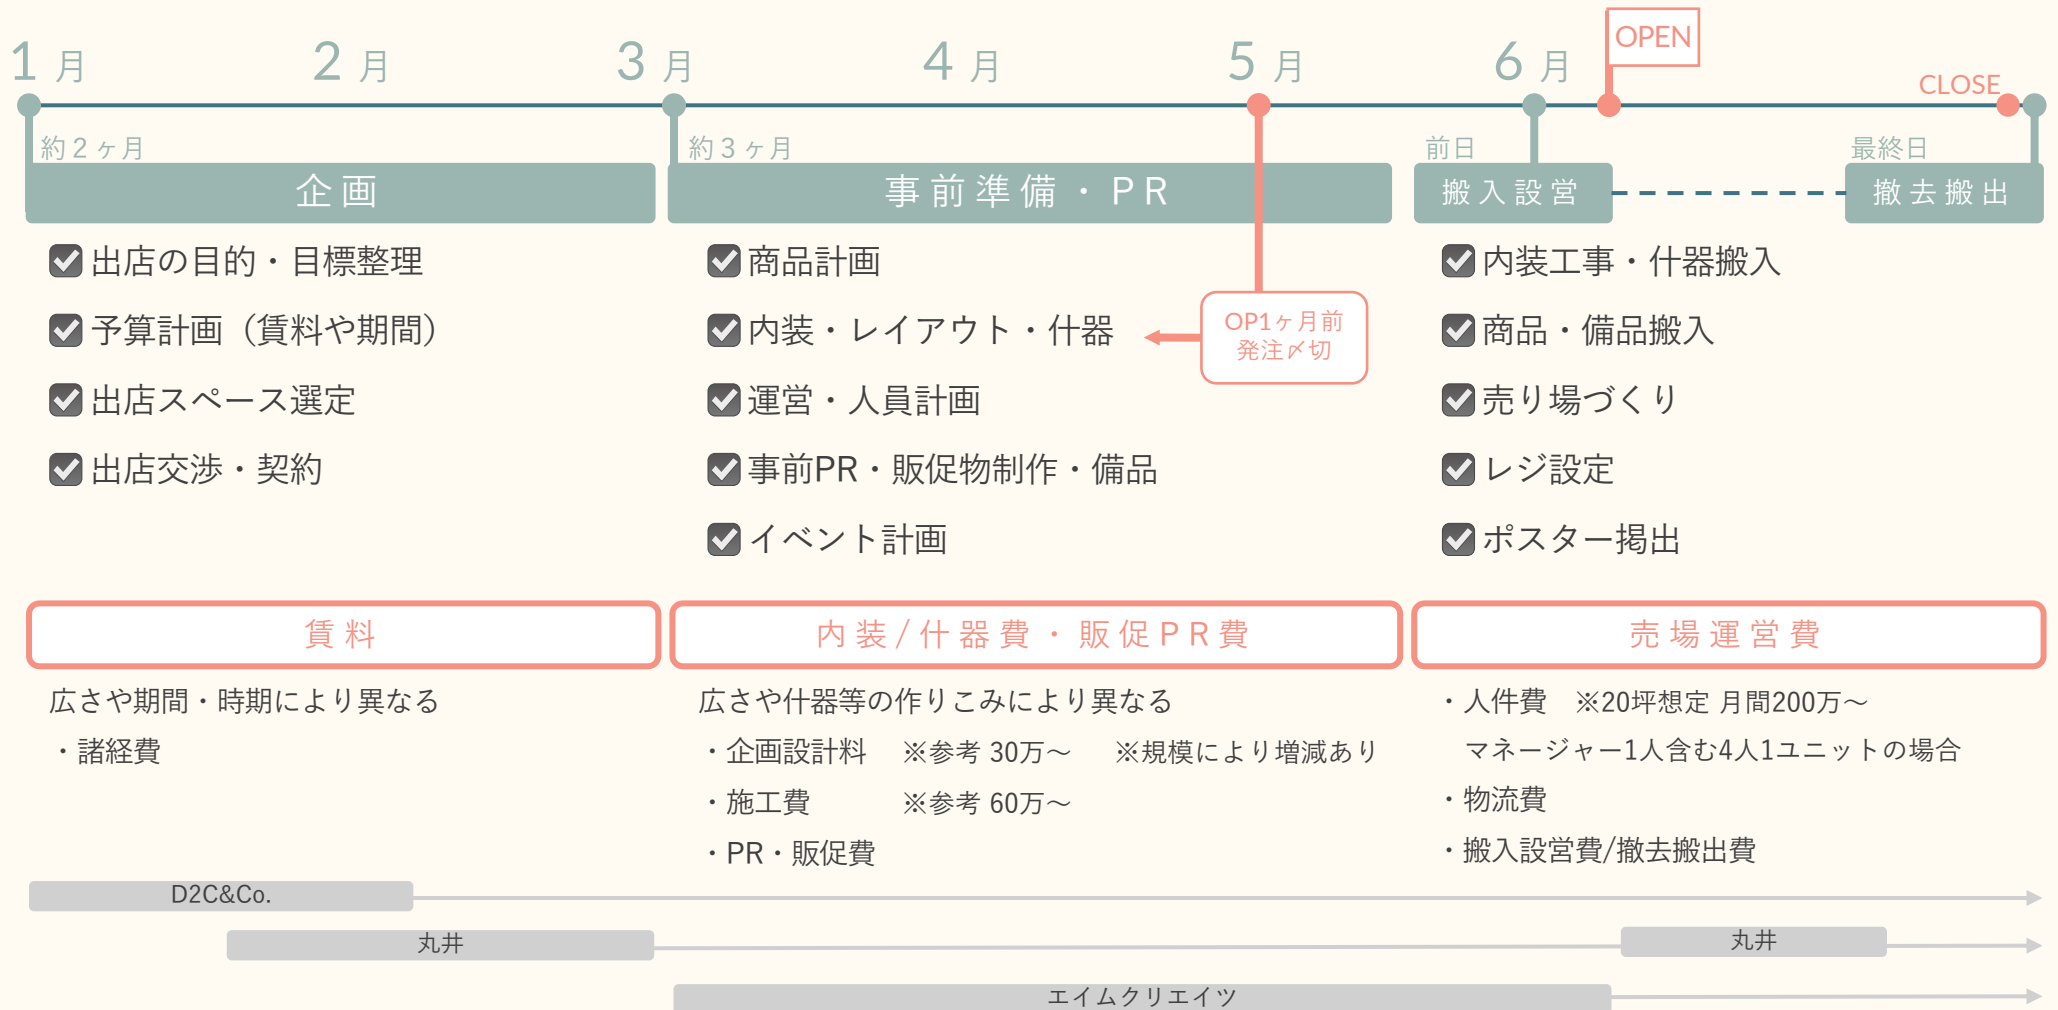 1 月 2 月 3 月 4 月 5 月 6 月 OPEN
CLOSE
約２ヶ月 約３ヶ月 前日 最終日
企画 事前準備・PR 搬入設営 撤去搬出
出店の目的・目標整理
予算計画（賃料や期間）
出店スペース選定
出店交渉・契約
商品計画
内装・レイアウト・什器
運営・人員計画
事前PR・販促物制作・備品
イベント計画
OP1ヶ月前
発注〆切
内装工事・什器搬入
商品・備品搬入
売り場づくり
レジ設定
ポスター掲出
賃料
広さや期間・時期により異なる
・諸経費
内装/什器費・販促PR費
広さや什器等の作りこみにより異なる
・企画設計料 ※参考 30万～ ※規模により増減あり
・施工費 ※参考 60万～
・PR・販促費
売場運営費
・人件費 ※20坪想定 月間200万～
マネージャー1人含む4人1ユニットの場合
・物流費
・搬入設営費/撤去搬出費
D2C&Co.
丸井 丸井
エイムクリエイツ